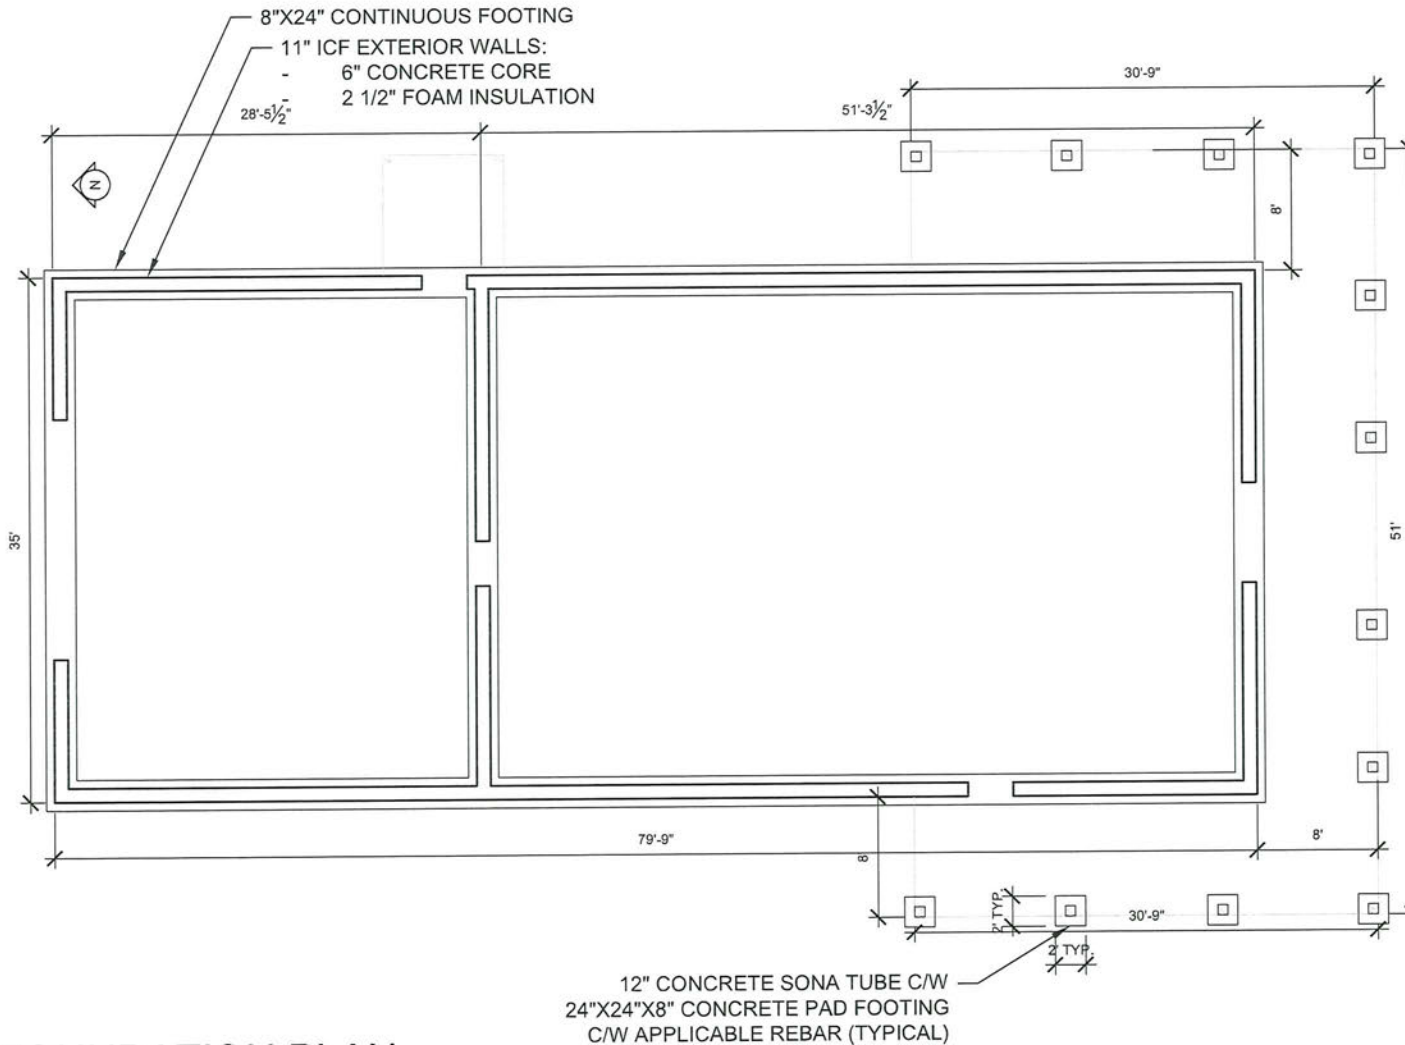 8"X24" CONTINUOUS FOOTING
11" ICF EXTERIOR WALLS:
- 6" CONCRETE CORE
- 2 1/2" FOAM INSULATION
30'-9"
28'-5½"
51'-3½"
N
8'
35'
51'
79'-9"
8'
8'
2' TYP.
30'-9"
2' TYP.
12" CONCRETE SONA TUBE C/W
24"X24"X8" CONCRETE PAD FOOTING
C/W APPLICABLE REBAR (TYPICAL)